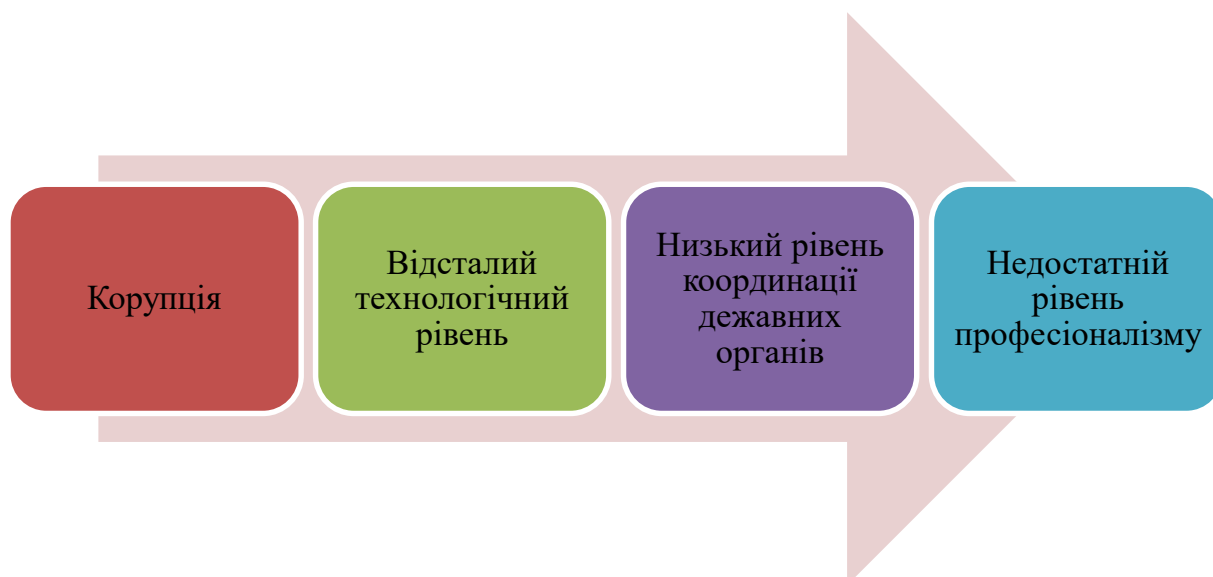 Корупція
Відсталий
технологічний
рівень
Низький рівень
координації
дежавних
органів
Недостатній
рівень
професіоналізму